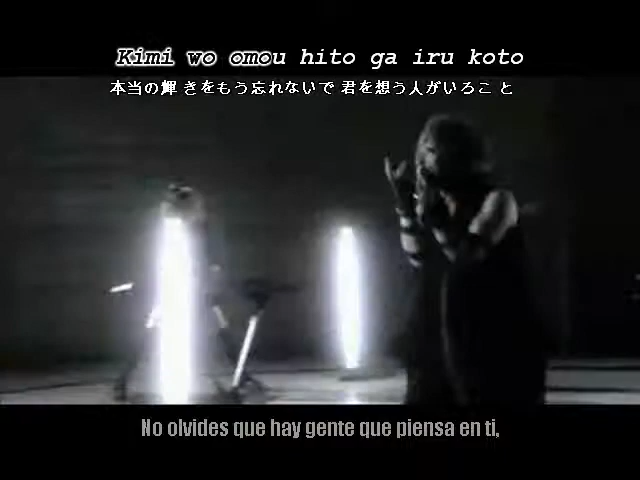 Kimi wo omou hito ga iru koto
本当の輝 きをもう忘れないで 君を想う人がいろこ と
No olvides que hay gente que piensa en ti,